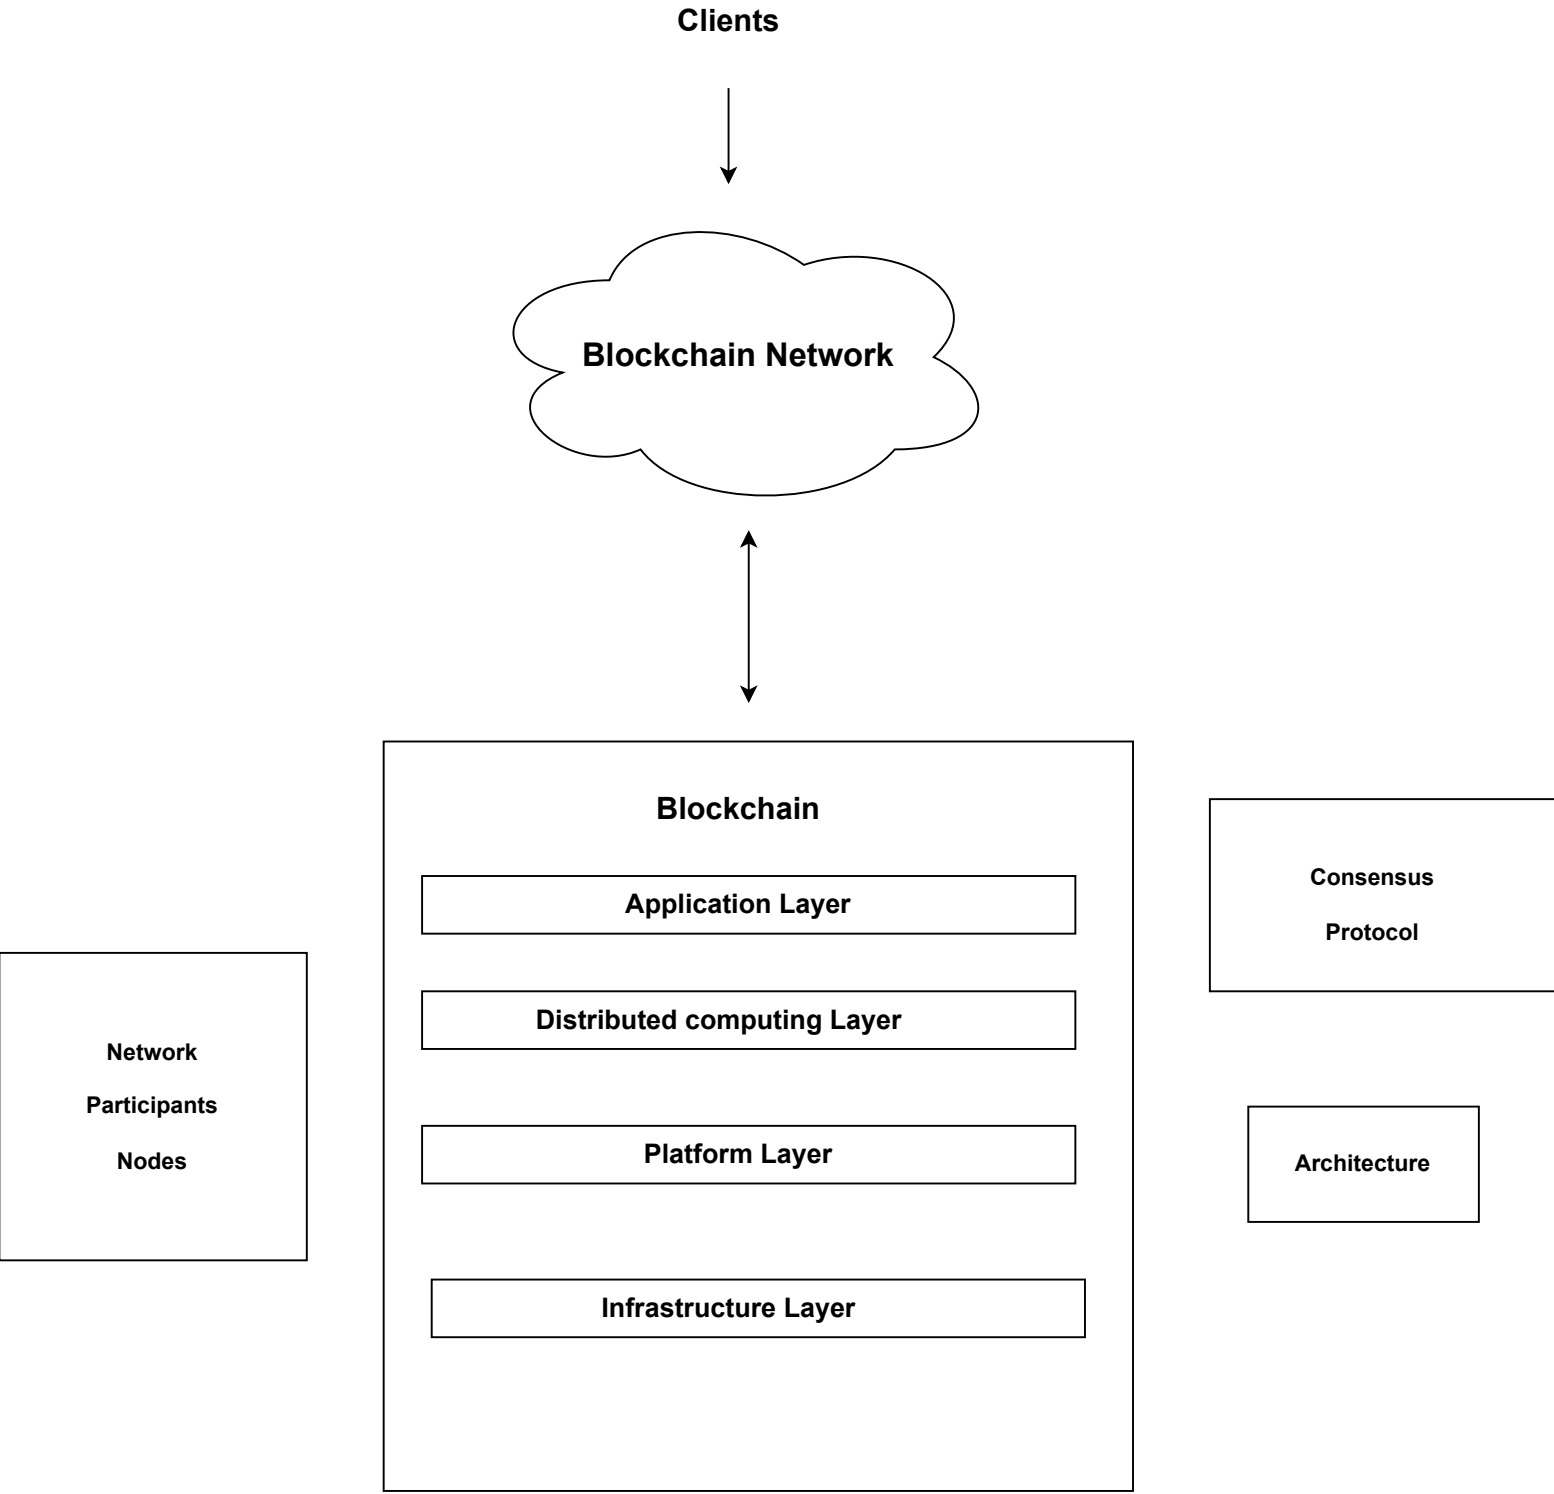 Clients
Blockchain Network
Blockchain
Application Layer
Distributed computing Layer
Platform Layer
Infrastructure Layer
Network
Participants
Nodes
Consensus
Protocol
Architecture